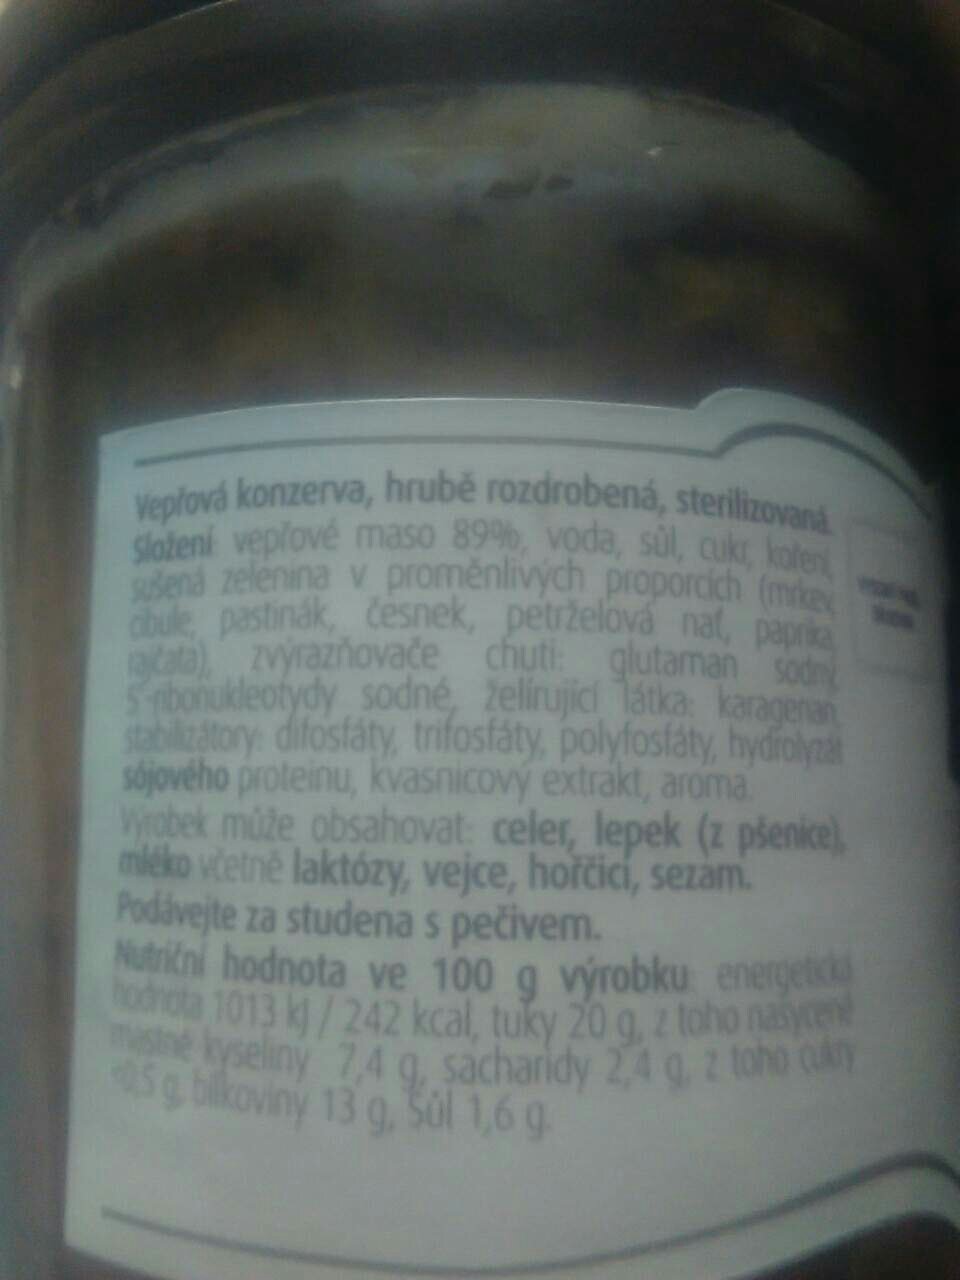 Vepřová konzerva, hrubě rozdrobená, sterilizovaná.
Složení: vepřové maso 89%, voda, sůl, cukr, koření,
sušená zelenina v proměnlivých proporcích (mrkev,
cibule, pastinák, česnek, petrželová nať, paprika,
rajčata), zvýrazňovače chuti: glutaman sodný,
5´-ribonukleotydy sodné, želírující látka: karagenan,
stabilizátory: difosfáty, trifosfáty, polyfosfáty, hydrolyzát
sójového proteinu, kvasnicový extrakt, aroma.
Výrobek může obsahovat: celer, lepek (z pšenice),
mléko včetně laktózy, vejce, hořčici, sezam.
Podávejte za studena s pečivem.
Nutriční hodnota ve 100 g výrobku: energetická
hodnota 1013 kJ / 242 kcal, tuky 20 g, z toho nasycené
mastné kyseliny 7,4 g, sacharidy 2,4 g, z toho cukry
<0,5 g, bílkoviny 13 g, Sůl 1,6 g.